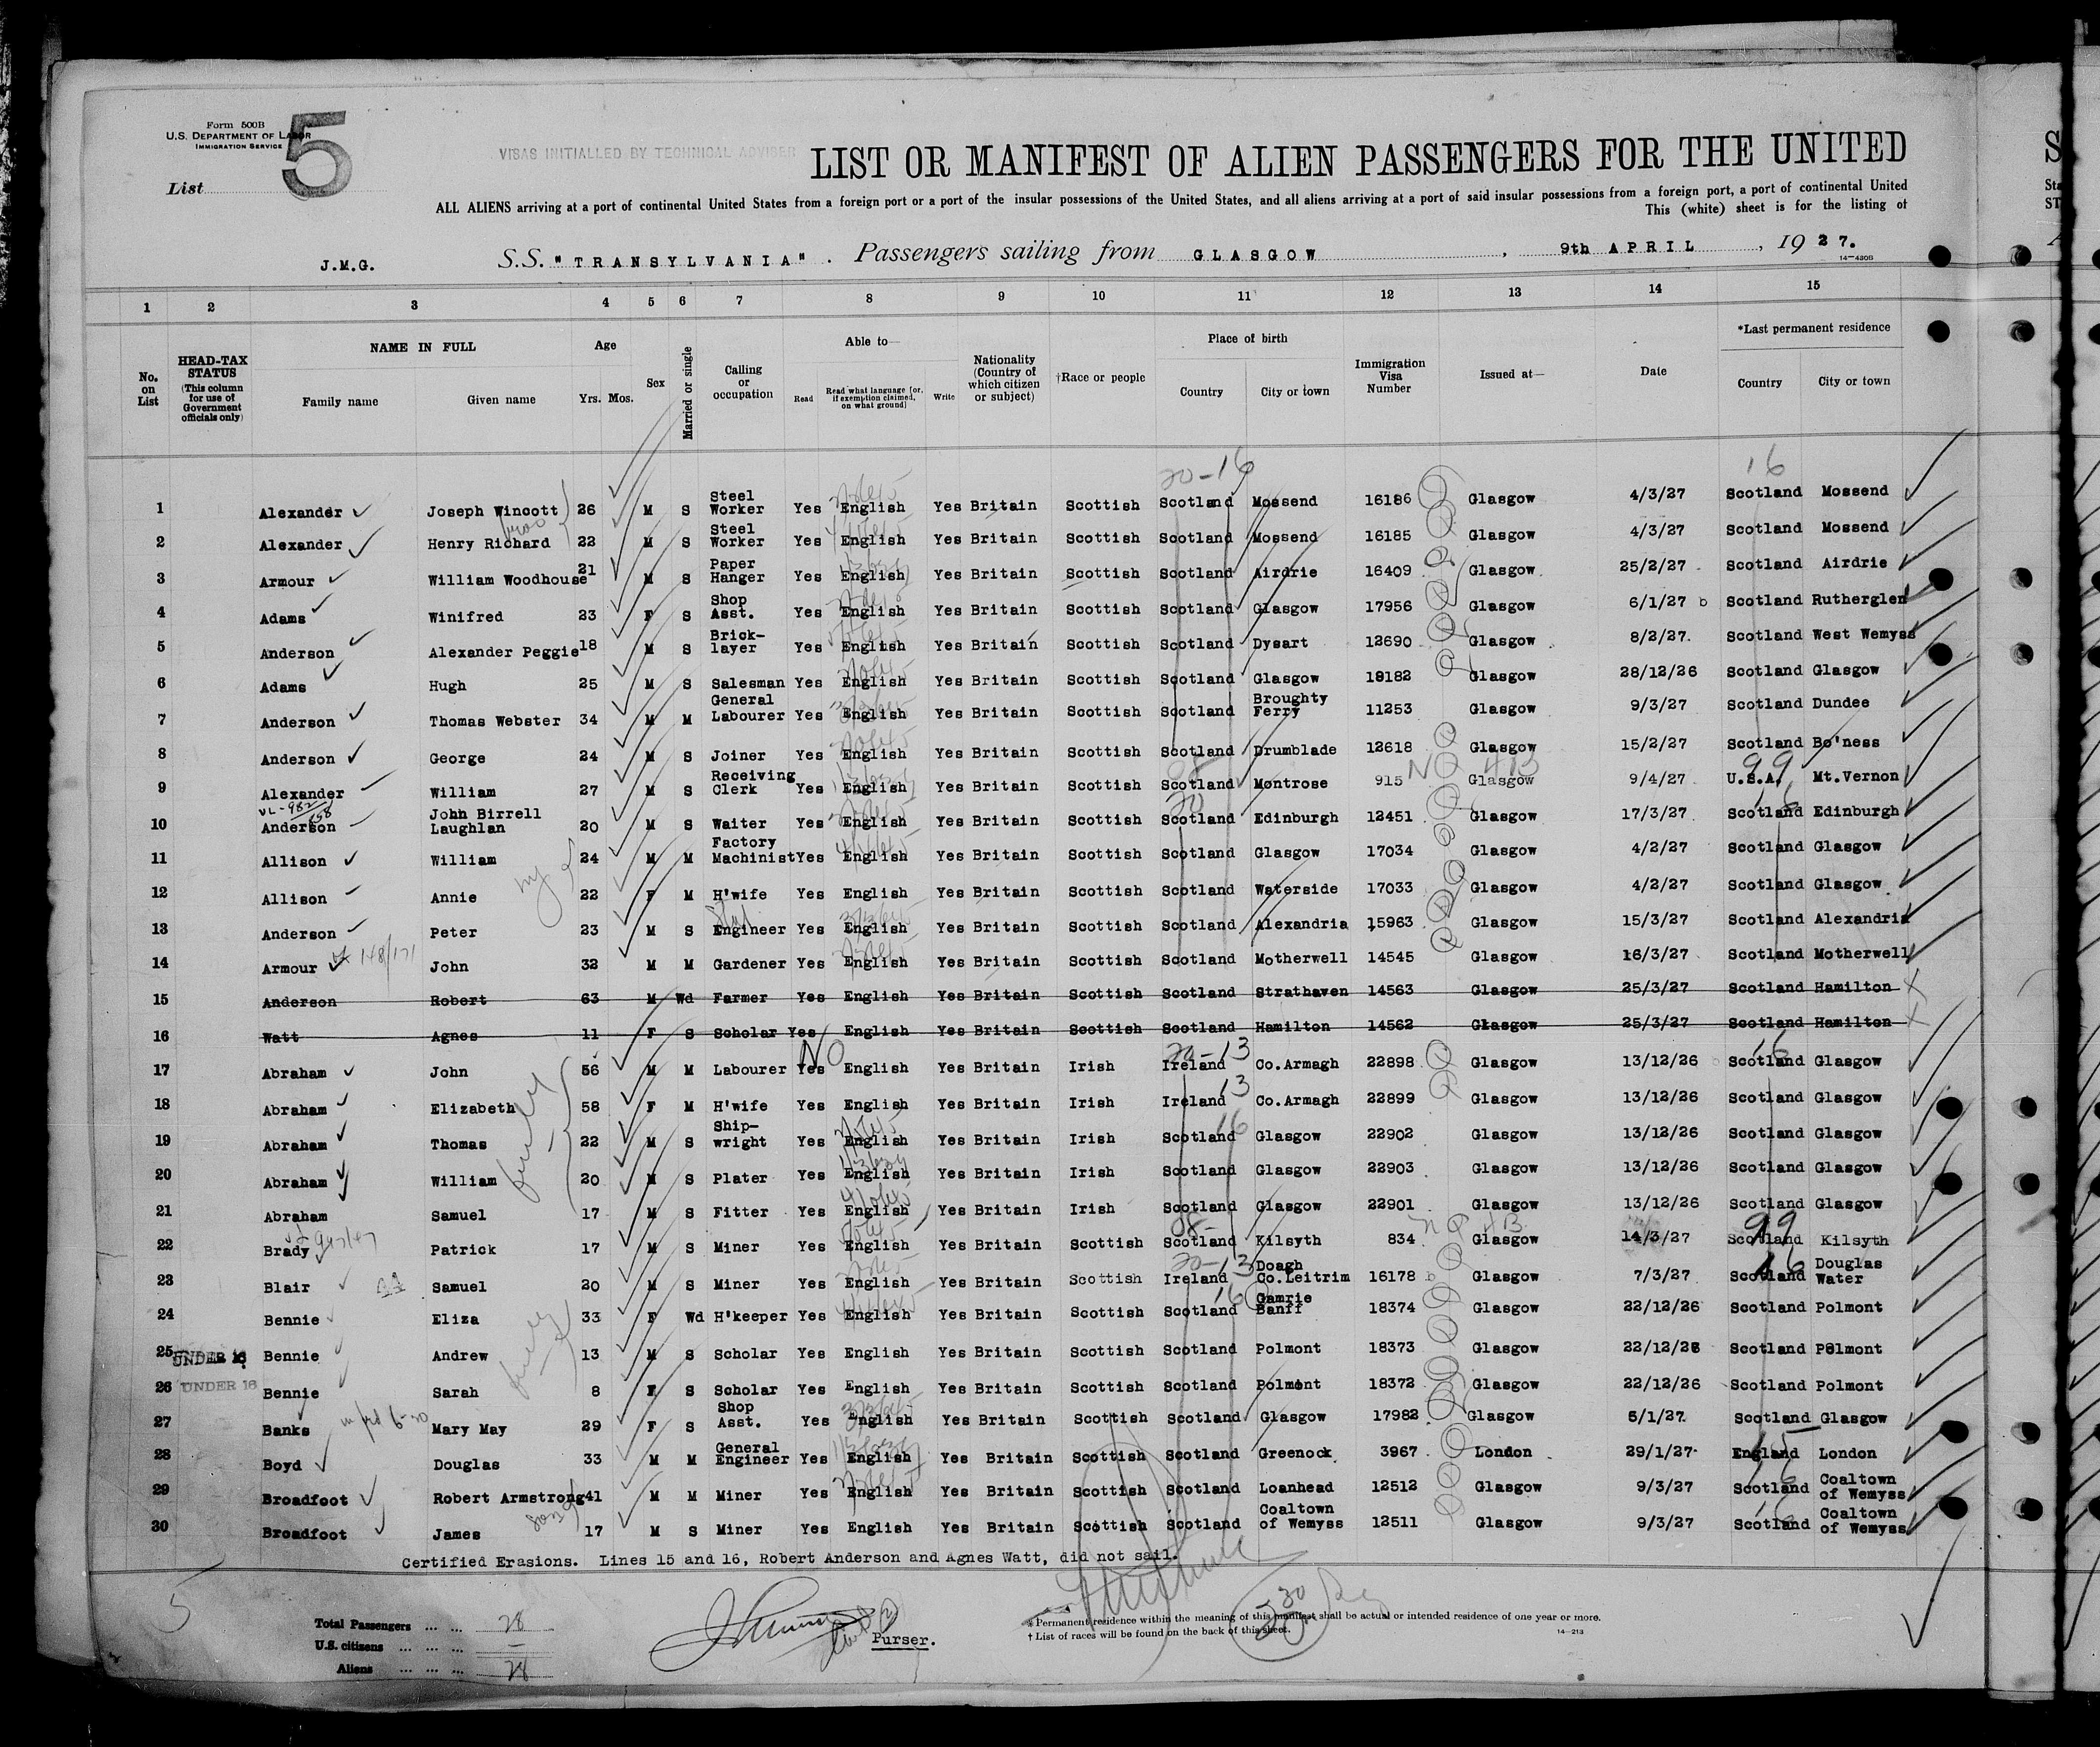 Form 500B
U.S. DEPARTMENT OF LABOR
IMMIGRATION SERVICE
List 5
VISAS INITIALLED BY TECHNICAL ADVISER
LIST OR MANIFEST OF ALIEN PASSENGERS FOR THE UNITED
ALL ALIENS arriving at a port of continental United States from a foreign port or a port of the insular possessions of the United States, and all aliens arriving at a port of said insular possessions from a foreign port, a port of continental United
This (white) sheet is for the listing of
J.M.G. S.S. "TRANSYLVANIA". Passengers sailing from GLASGOW, 9th APRIL, 1927.
14-430B
1 2 3 4 5 6 7 8 9 10 11 12 13 14 15
No. on List
HEAD-TAX STATUS (This column for use of Government officials only)
NAME IN FULL Family name Given name
Age Yrs. Mos.
Sex
Married or single
Calling or occupation
Able to— Read Read what language (or, if exemption claimed, on what ground) Write
Nationality (Country of which citizen or subject)
†Race or people
Place of birth Country City or town
Immigration Visa Number
Issued at—
Date
*Last permanent residence Country City or town
20-16 16
1 Alexander Joseph Wincott 26 M S Steel Worker Yes English Yes Britain Scottish Scotland Mossend 16186 Glasgow 4/3/27 Scotland Mossend
2 Alexander Henry Richard 22 M S Steel Worker Yes English Yes Britain Scottish Scotland Mossend 16185 Glasgow 4/3/27 Scotland Mossend
3 Armour William Woodhouse 21 M S Paper Hanger Yes English Yes Britain Scottish Scotland Airdrie 16409 Glasgow 25/2/27 Scotland Airdrie
4 Adams Winifred 23 F S Shop Asst. Yes English Yes Britain Scottish Scotland Glasgow 17956 Glasgow 6/1/27 Scotland Rutherglen
5 Anderson Alexander Peggie 18 M S Brick-layer Yes English Yes Britain Scottish Scotland Dysart 12690 Glasgow 8/2/27. Scotland West Wemyss
6 Adams Hugh 25 M S Salesman Yes English Yes Britain Scottish Scotland Glasgow 18182 Glasgow 28/12/26 Scotland Glasgow
7 Anderson Thomas Webster 34 M M General Labourer Yes English Yes Britain Scottish Scotland Broughty Ferry 11253 Glasgow 9/3/27 Scotland Dundee
8 Anderson George 24 M S Joiner Yes English Yes Britain Scottish Scotland Drumblade 12618 Glasgow 15/2/27 Scotland Bo'ness
9 Alexander William 27 M S Receiving Clerk Yes English Yes Britain Scottish Scotland Montrose 915 Glasgow 9/4/27 U.S.A. Mt.Vernon
10 Anderson John Birrell Laughlan 20 M S Waiter Yes English Yes Britain Scottish Scotland Edinburgh 12451 Glasgow 17/3/27 Scotland Edinburgh
11 Allison William 24 M M Factory Machinist Yes English Yes Britain Scottish Scotland Glasgow 17034 Glasgow 4/2/27 Scotland Glasgow
12 Allison Annie 22 F M H'wife Yes English Yes Britain Scottish Scotland Waterside 17033 Glasgow 4/2/27 Scotland Glasgow
13 Anderson Peter 23 M S Engineer Yes English Yes Britain Scottish Scotland Alexandria 15963 Glasgow 15/3/27 Scotland Alexandria
14 Armour John 32 M M Gardener Yes English Yes Britain Scottish Scotland Motherwell 14545 Glasgow 16/3/27 Scotland Motherwell
15 Anderson Robert 63 M Wd Farmer Yes English Yes Britain Scottish Scotland Strathaven 14563 Glasgow 25/3/27 Scotland Hamilton
16 Watt Agnes 11 F S Scholar Yes English Yes Britain Scottish Scotland Hamilton 14562 Glasgow 25/3/27 Scotland Hamilton
NO 20-13 16
17 Abraham John 56 M M Labourer Yes English Yes Britain Irish Ireland Co.Armagh 22898 Glasgow 13/12/26 Scotland Glasgow
18 Abraham Elizabeth 58 F M H'wife Yes English Yes Britain Irish Ireland Co.Armagh 22899 Glasgow 13/12/26 Scotland Glasgow
19 Abraham Thomas 22 M S Ship-wright Yes English Yes Britain Irish Scotland Glasgow 22902 Glasgow 13/12/26 Scotland Glasgow
20 Abraham William 20 M S Plater Yes English Yes Britain Irish Scotland Glasgow 22903 Glasgow 13/12/26 Scotland Glasgow
21 Abraham Samuel 17 M S Fitter Yes English Yes Britain Irish Scotland Glasgow 22901 Glasgow 13/12/26 Scotland Glasgow
22 Brady Patrick 17 M S Miner Yes English Yes Britain Scottish Scotland Kilsyth 834 Glasgow 14/3/27 Scotland Kilsyth
23 Blair Samuel 20 M S Miner Yes English Yes Britain Scottish Ireland Doagh Co.Leitrim 16178 Glasgow 7/3/27 Scotland Douglas Water
24 Bennie Eliza 33 F Wd H'keeper Yes English Yes Britain Scottish Scotland Gamrie Banff 18374 Glasgow 22/12/26 Scotland Polmont
25 UNDER 16 Bennie Andrew 13 M S Scholar Yes English Yes Britain Scottish Scotland Polmont 18373 Glasgow 22/12/26 Scotland Polmont
26 UNDER 16 Bennie Sarah 8 F S Scholar Yes English Yes Britain Scottish Scotland Polmont 18372 Glasgow 22/12/26 Scotland Polmont
27 Banks Mary May 29 F S Shop Asst. Yes English Yes Britain Scottish Scotland Glasgow 17982 Glasgow 5/1/27 Scotland Glasgow
28 Boyd Douglas 33 M M General Engineer Yes English Yes Britain Scottish Scotland Greenock 3967 London 29/1/27 England London
29 Broadfoot Robert Armstrong 41 M M Miner Yes English Yes Britain Scottish Scotland Loanhead 12512 Glasgow 9/3/27 Scotland Coaltown of Wemyss
30 Broadfoot James 17 M S Miner Yes English Yes Britain Scottish Scotland Coaltown of Wemyss 12511 Glasgow 9/3/27 Scotland Coaltown of Wemyss
Certified Erasions. Lines 15 and 16, Robert Anderson and Agnes Watt, did not sail.
Total Passengers ... ... 28
U.S. citizens ... ... ... —
Aliens ... ... ... 28
Purser.
* Permanent residence within the meaning of this manifest shall be actual or intended residence of one year or more.
† List of races will be found on the back of this sheet.
14-213